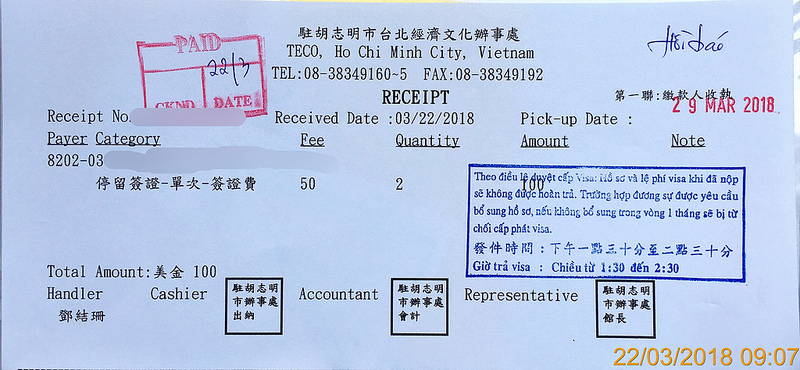 駐胡志明市台北經濟文化辦事處
TECO, Ho Chi Minh City, Vietnam
TEL:08-38349160~5 FAX:08-38349192
RECEIPT
PAID
22/3
CKND DATE
第一聯:繳款人收執
Receipt No. Received Date :03/22/2018 Pick-up Date :
29 MAR 2018
Payer Category Fee Quantity Amount Note
8202-03
停留簽證-單次-簽證費 50 2 100
Theo điều lệ duyệt cấp Visa: Hồ sơ và lệ phí visa khi đã nộp
sẽ không được hoàn trả. Trường hợp đương sự được yêu cầu
bổ sung hồ sơ, nếu không bổ sung trong vòng 1 tháng sẽ bị từ
chối cấp phát visa.
發件時間：下午一點三十分至二點三十分
Giờ trả visa : Chiều từ 1:30 đến 2:30
Total Amount:美金 100
Handler Cashier Accountant Representative
鄧結珊
駐胡志明
市辦事處
出納
駐胡志明
市辦事處
會計
駐胡志明
市辦事處
館長
22/03/2018 09:07